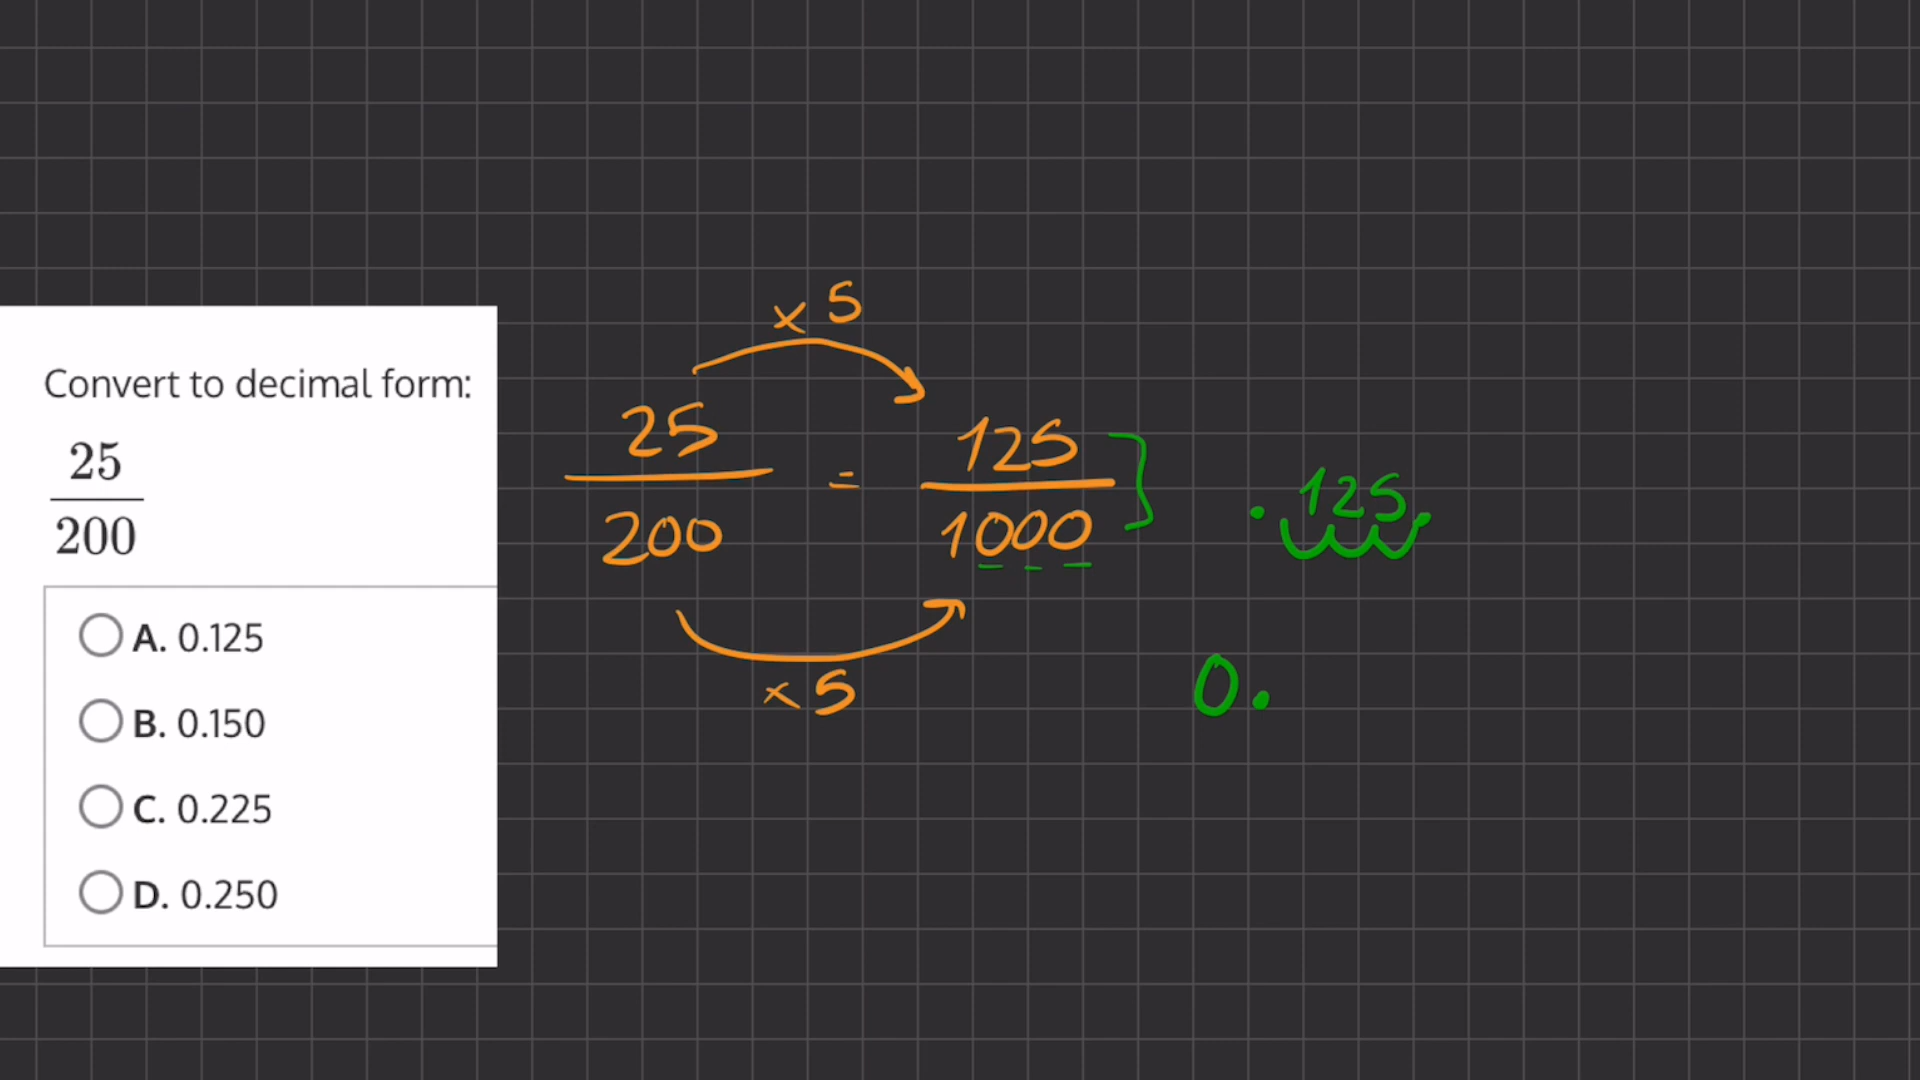 Convert to decimal form:
25
200
A. 0.125
B. 0.150
C. 0.225
D. 0.250
× 5
25
200
=
125
1000
× 5
.125.
0.